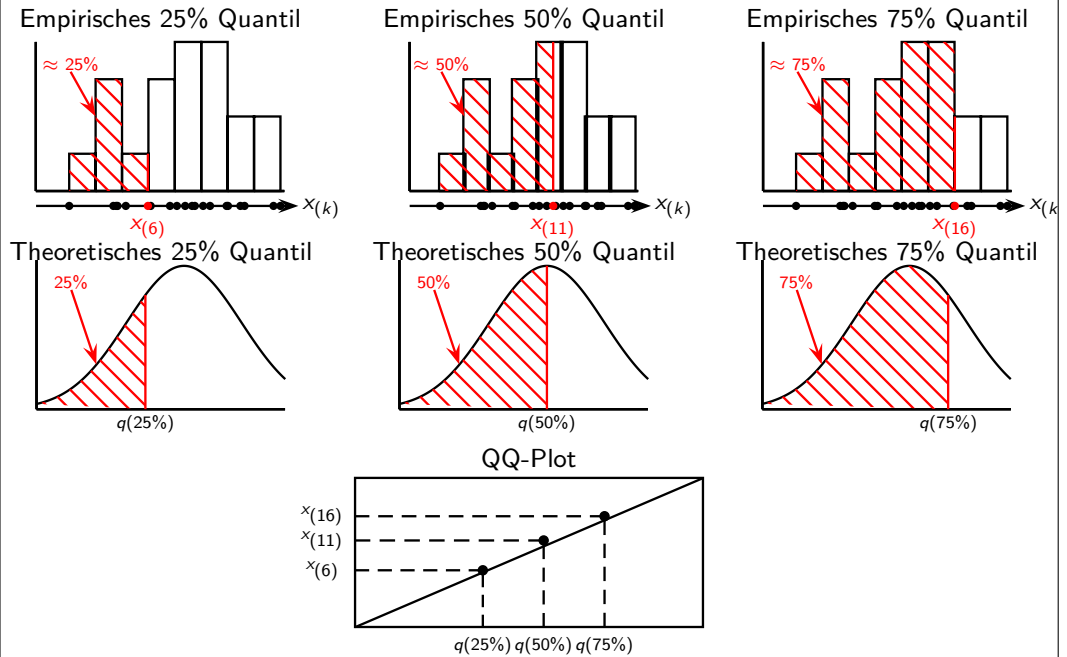 Empirisches 25% Quantil
Empirisches 50% Quantil
Empirisches 75% Quantil
≈ 25%
≈ 50%
≈ 75%
x(k)
x(k)
x(k
x(6)
x(11)
x(16)
Theoretisches 25% Quantil
Theoretisches 50% Quantil
Theoretisches 75% Quantil
25%
50%
75%
q(25%)
q(50%)
q(75%)
QQ-Plot
x(16)
x(11)
x(6)
q(25%) q(50%) q(75%)